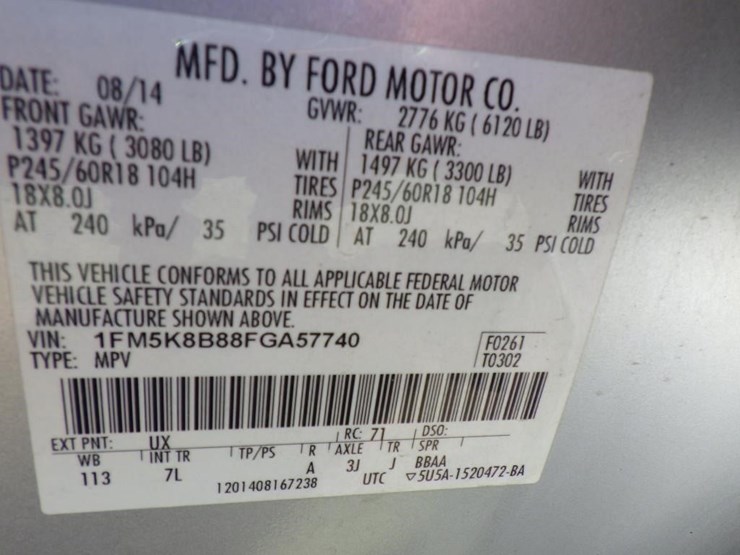 MFD. BY FORD MOTOR CO.
DATE: 08/14
GVWR: 2776 KG ( 6120 LB)
FRONT GAWR:
REAR GAWR:
1397 KG ( 3080 LB)
WITH
1497 KG ( 3300 LB)
WITH
P245/60R18 104H
TIRES
P245/60R18 104H
TIRES
18X8.0J
RIMS
18X8.0J
RIMS
AT 240 kPa/ 35 PSI COLD
AT 240 kPa/ 35 PSI COLD
THIS VEHICLE CONFORMS TO ALL APPLICABLE FEDERAL MOTOR
VEHICLE SAFETY STANDARDS IN EFFECT ON THE DATE OF
MANUFACTURE SHOWN ABOVE.
VIN: 1FM5K8B88FGA57740
F0261
TYPE: MPV
T0302
EXT PNT: UX
RC: 71 DSO:
WB INT TR TP/PS R AXLE TR SPR
113 7L A 3J J BBAA
1201408167238
UTC ▽5U5A-1520472-BA